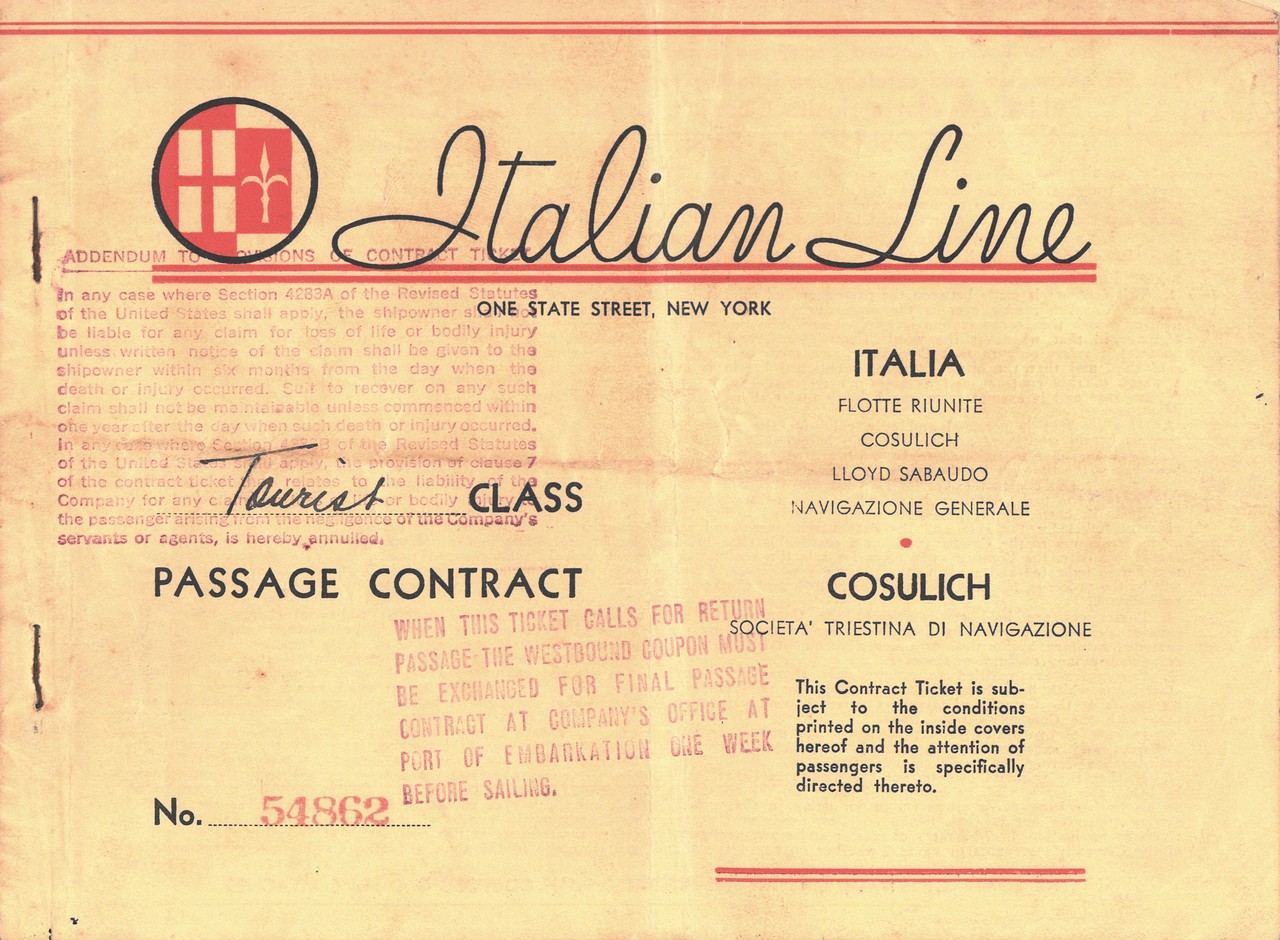 Italian Line
ONE STATE STREET, NEW YORK
ADDENDUM TO PROVISIONS OF CONTRACT TICKET
In any case where Section 4283A of the Revised Statutes
of the United States shall apply, the shipowner shall not
be liable for any claim for loss of life or bodily injury
unless written notice of the claim shall be given to the
shipowner within six months from the day when the
death or injury occurred. Suit to recover on any such
claim shall not be maintainable unless commenced within
one year after the day when such death or injury occurred.
In any case where Section 4283B of the Revised Statutes
of the United States shall apply, the provision of clause 7
of the contract ticket that relates to the liability of the
Company for any claim for loss of life or bodily injury to
the passenger arising from the negligence of the Company's
servants or agents, is hereby annulled.
Tourist CLASS
PASSAGE CONTRACT
WHEN THIS TICKET CALLS FOR RETURN
PASSAGE THE WESTBOUND COUPON MUST
BE EXCHANGED FOR FINAL PASSAGE
CONTRACT AT COMPANY'S OFFICE AT
PORT OF EMBARKATION ONE WEEK
BEFORE SAILING.
No. 54862
ITALIA
FLOTTE RIUNITE
COSULICH
LLOYD SABAUDO
NAVIGAZIONE GENERALE
COSULICH
SOCIETA' TRIESTINA DI NAVIGAZIONE
This Contract Ticket is sub-
ject to the conditions
printed on the inside covers
hereof and the attention of
passengers is specifically
directed thereto.